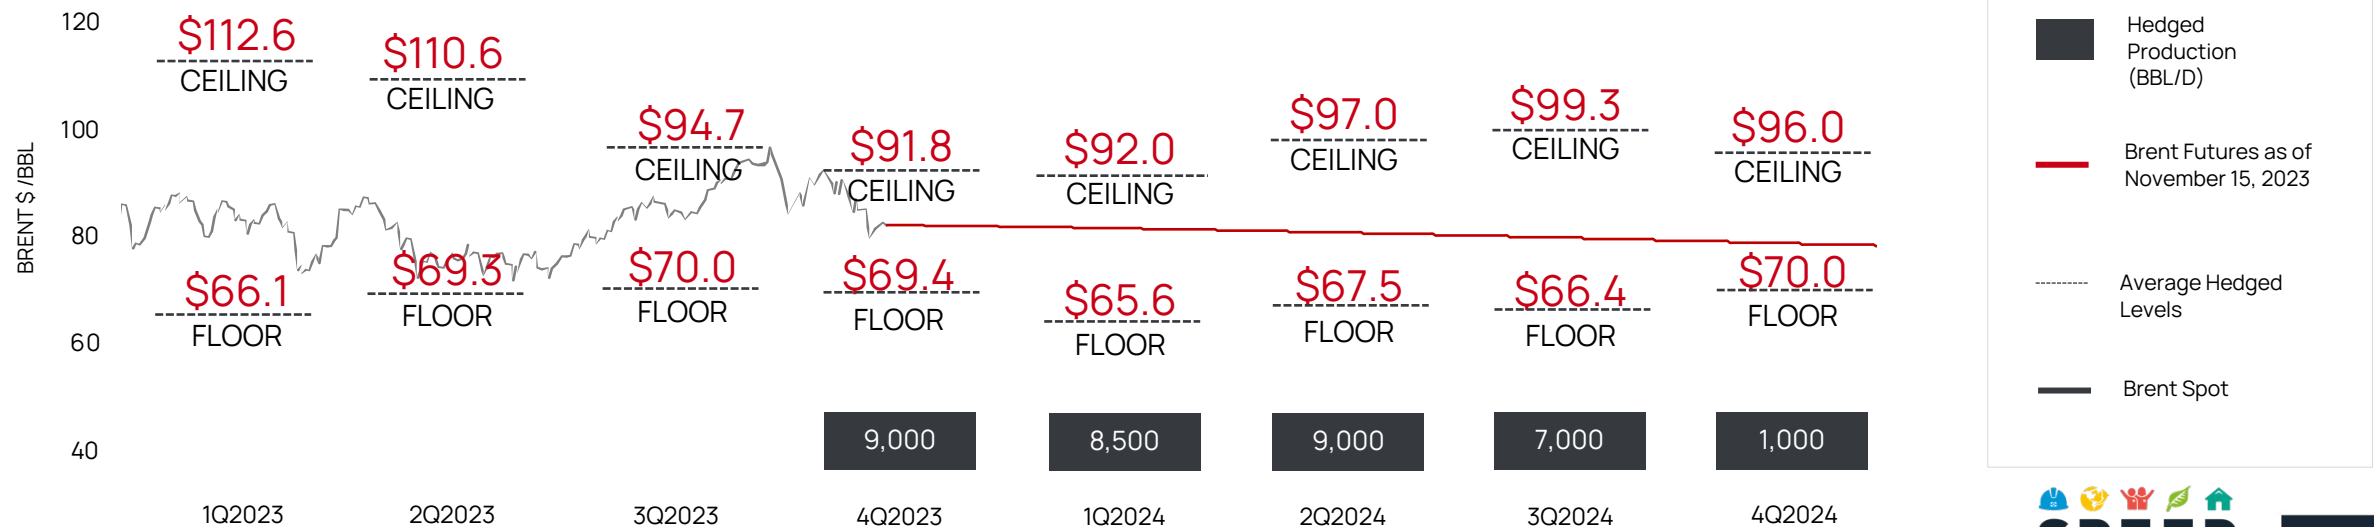 BRENT $ /BBL
120
100
80
60
40
$112.6
CEILING
$66.1
FLOOR
$110.6
CEILING
$69.3
FLOOR
$94.7
CEILING
$70.0
FLOOR
$91.8
CEILING
$69.4
FLOOR
$92.0
CEILING
$65.6
FLOOR
$97.0
CEILING
$67.5
FLOOR
$99.3
CEILING
$66.4
FLOOR
$96.0
CEILING
$70.0
FLOOR
9,000
8,500
9,000
7,000
1,000
1Q2023
2Q2023
3Q2023
4Q2023
1Q2024
2Q2024
3Q2024
4Q2024
Hedged
Production
(BBL/D)
Brent Futures as of
November 15, 2023
Average Hedged
Levels
Brent Spot